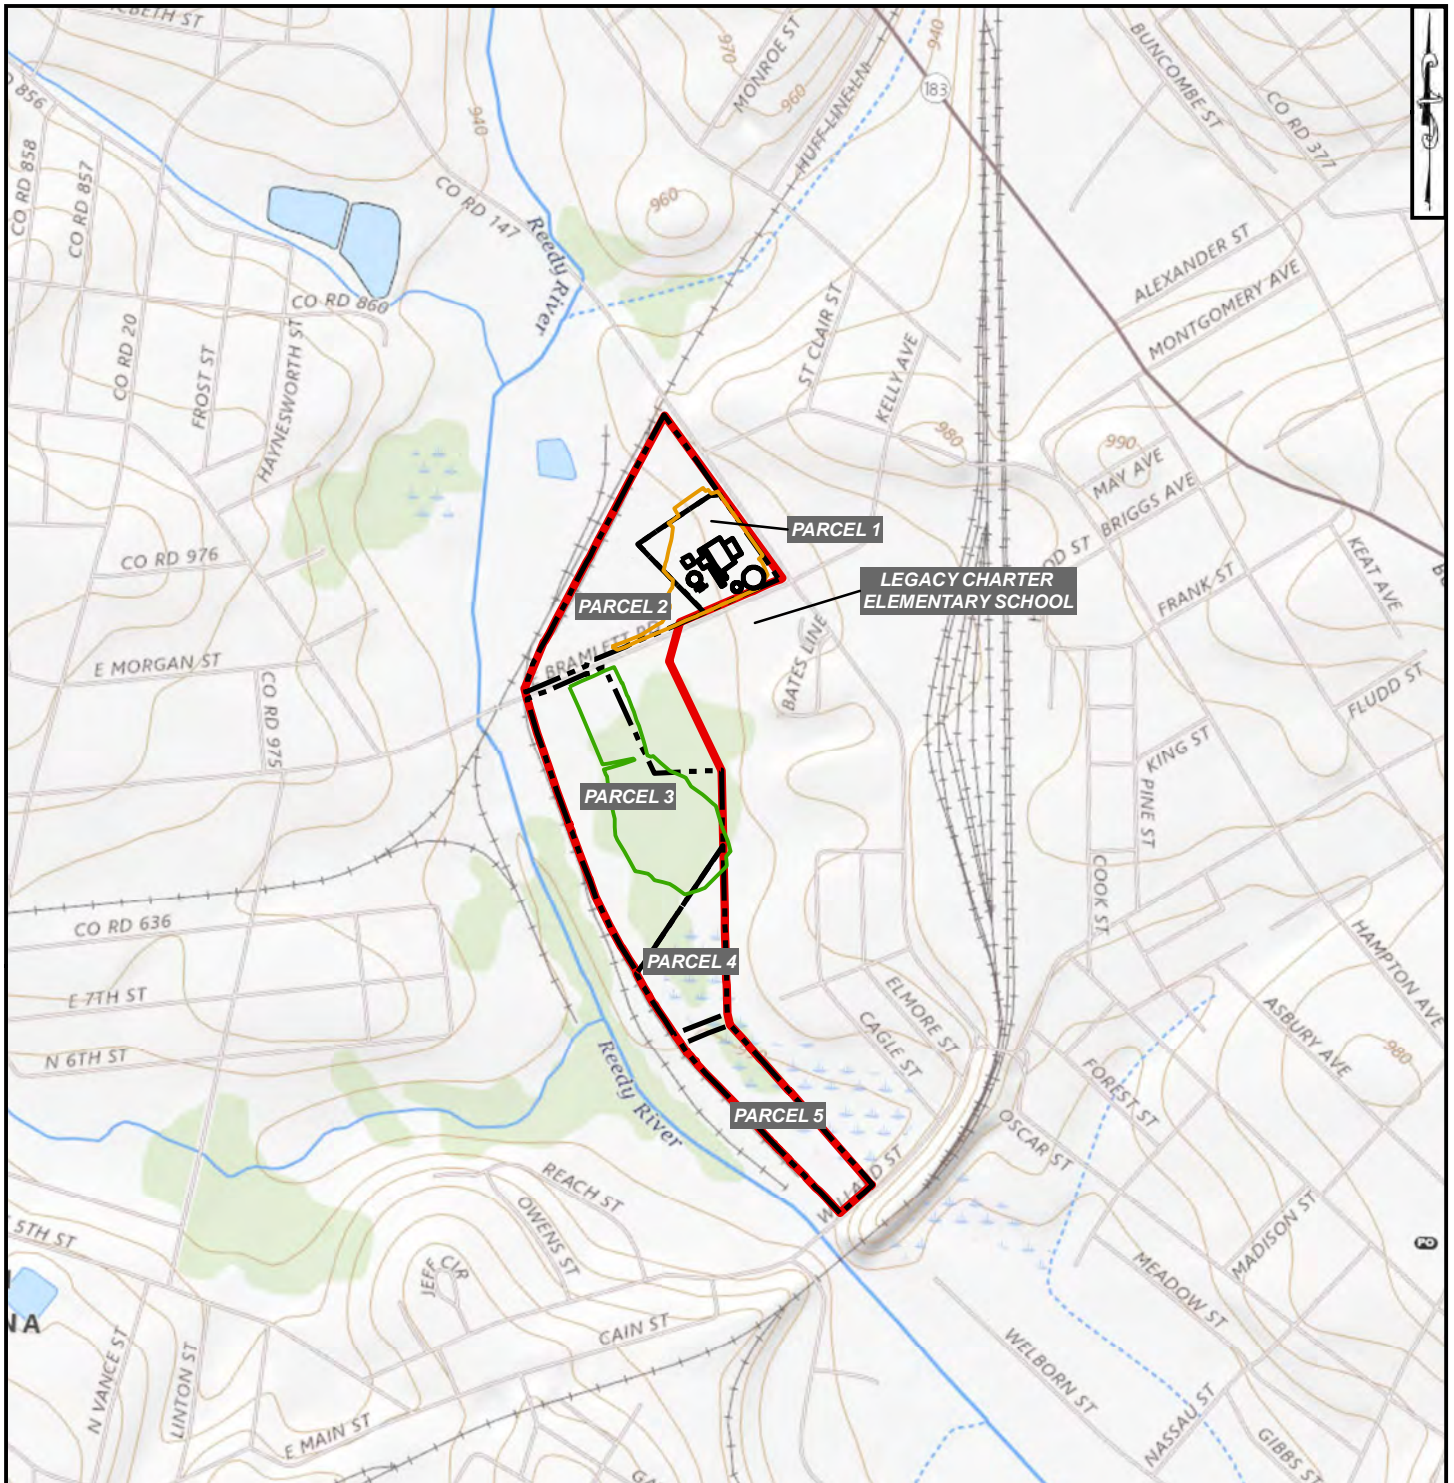 940
970
MONROE ST
960
HUFF LINE LN
183
BUNCOMBE ST
CO RD 377
CO RD 858
CO RD 857
940
CO RD 147
960
Reedy River
CO RD 860
ALEXANDER ST
MONTGOMERY AVE
CO RD 20
FROST ST
HAYNESWORTH ST
ST CLAIR ST
KELLY AVE
980
990
MAY AVE
BRIGGS AVE
PARCEL 1
CO RD 976
KEAT AVE
FRANK ST
LEGACY CHARTER
ELEMENTARY SCHOOL
PARCEL 2
BRAMLETT RD
E MORGAN ST
BATES LINE
FLUDD ST
CO RD 975
KING ST
PINE ST
PARCEL 3
COOK ST
CO RD 636
HAMPTON AVE
PARCEL 4
E 7TH ST
ELMORE ST
CAGLE ST
ASBURY AVE
N 6TH ST
980
Reedy River
FOREST ST
PARCEL 5
OSCAR ST
REACH ST
OWENS ST
5TH ST
MADISON ST
PO
JEFF CIR
MEADOW ST
N VANCE ST
LINTON ST
CAIN ST
WELBORN ST
E MAIN ST
NASSAU ST
GIBBS ST